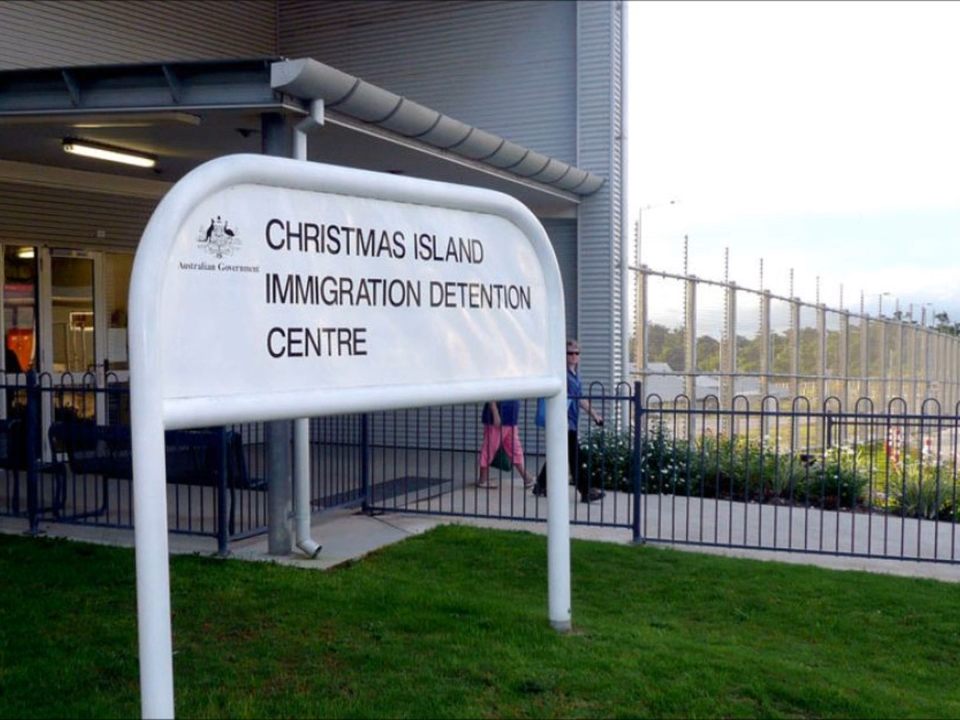 Australian Government
CHRISTMAS ISLAND
IMMIGRATION DETENTION
CENTRE